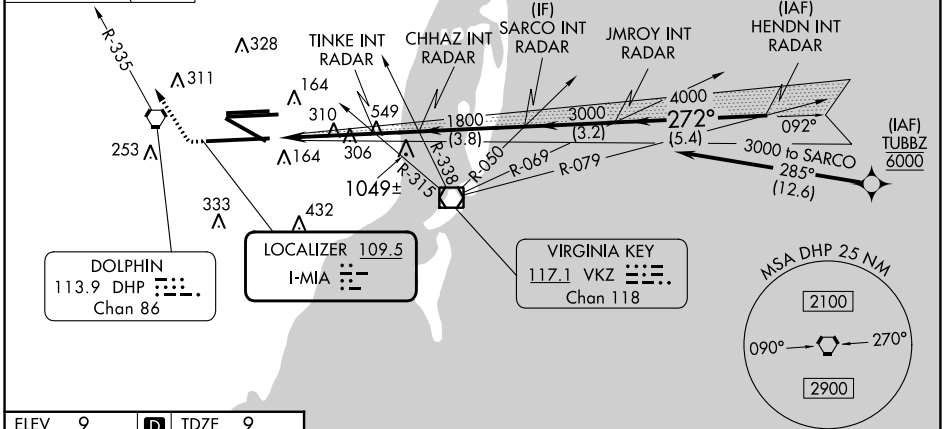 R-335
328
311
164
310
549
306
164
253
333
432
1049±
TINKE INT
RADAR
CHHAZ INT
RADAR
(IF)
SARCO INT
RADAR
JMROY INT
RADAR
(IAF)
HENDN INT
RADAR
1800
(3.8)
3000
(3.2)
4000
272°
(5.4)
092°
(IAF)
TUBBZ
6000
3000 to SARCO
285°
(12.6)
R-315
R-338
R-050
R-069
R-079
DOLPHIN
113.9 DHP
Chan 86
LOCALIZER 109.5
I-MIA
VIRGINIA KEY
117.1 VKZ
Chan 118
MSA DHP 25 NM
2100
090°
270°
2900
ELEV 9 D TDZE 9